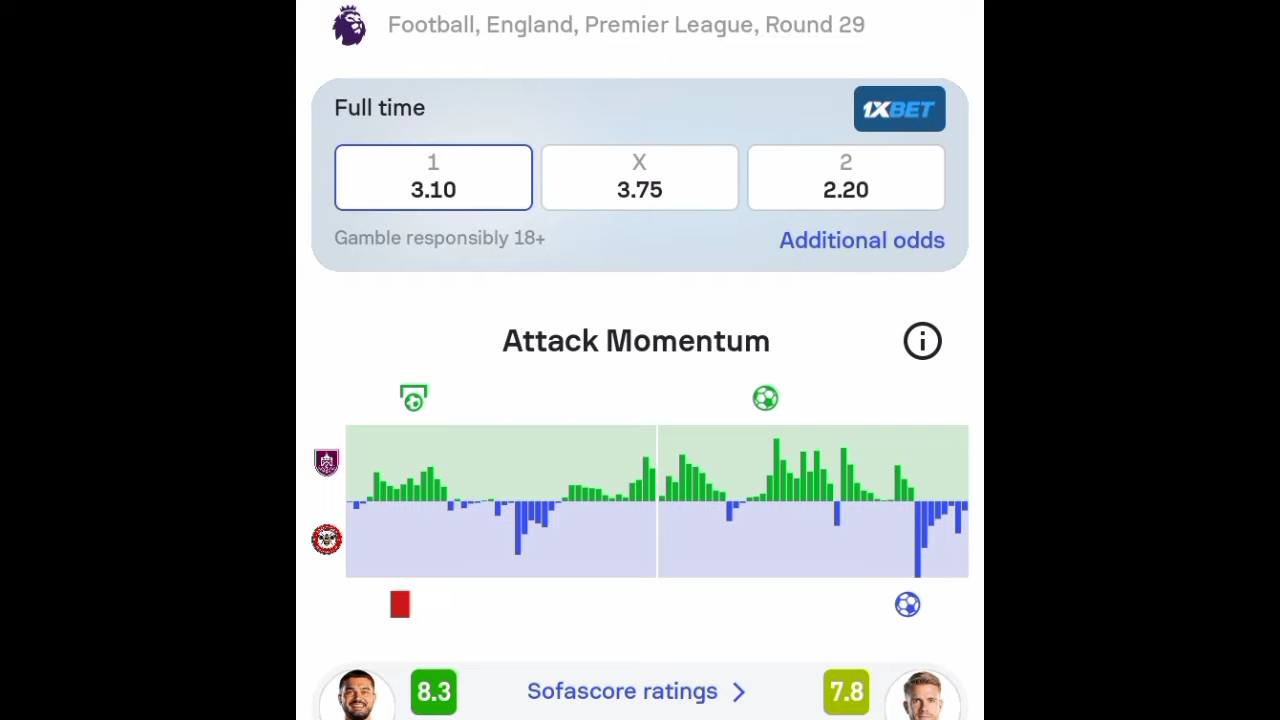 Football, England, Premier League, Round 29
Full time
1XBET
1 X 2
3.10 3.75 2.20
Gamble responsibly 18+ Additional odds
Attack Momentum
8.3 Sofascore ratings 7.8